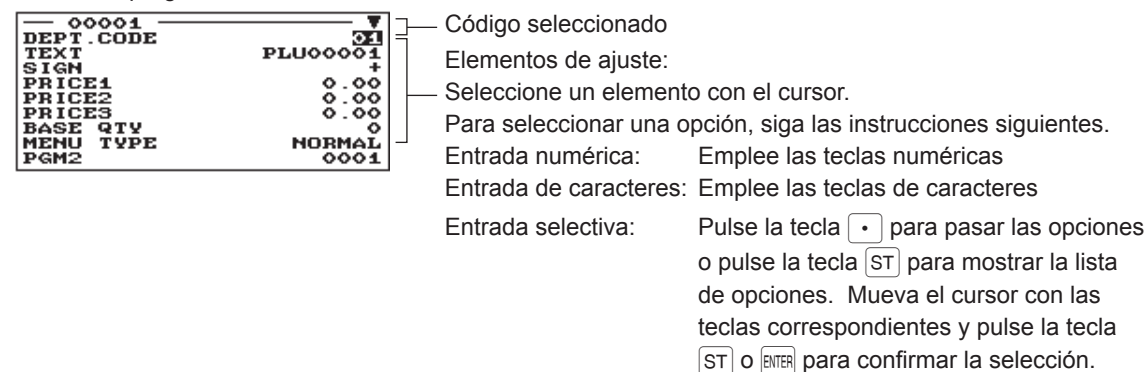 00001 ▼
DEPT.CODE 01
TEXT PLU00001
SIGN +
PRICE1 0.00
PRICE2 0.00
PRICE3 0.00
BASE QTY 0
MENU TYPE NORMAL
PGM2 0001
Código seleccionado
Elementos de ajuste:
Seleccione un elemento con el cursor.
Para seleccionar una opción, siga las instrucciones siguientes.
Entrada numérica: Emplee las teclas numéricas
Entrada de caracteres: Emplee las teclas de caracteres
Entrada selectiva: Pulse la tecla • para pasar las opciones
o pulse la tecla ST para mostrar la lista
de opciones. Mueva el cursor con las
teclas correspondientes y pulse la tecla
ST o ENTER para confirmar la selección.